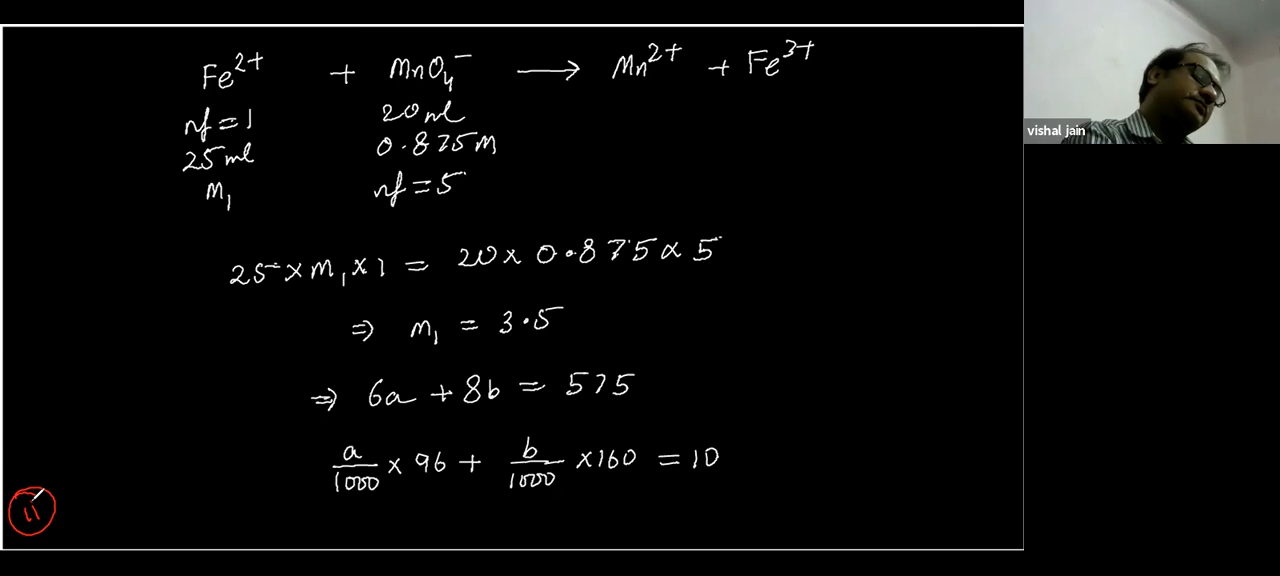 Fe²⁺ + MnO₄⁻ ⟶ Mn²⁺ + Fe³⁺
nf = 1 20 ml
25 ml 0.875 M
M₁ nf = 5
25 × M₁ × 1 = 20 × 0.875 × 5
⇒ M₁ = 3.5
⇒ 6a + 8b = 575
a/1000 × 96 + b/1000 × 160 = 10
11
vishal jain